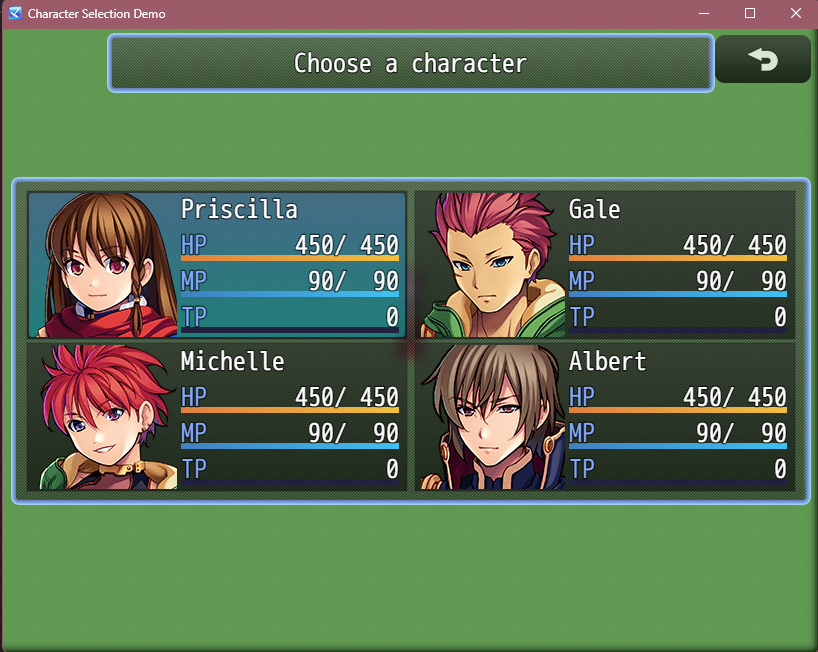 Character Selection Demo
Choose a character
Priscilla
HP 450/ 450
MP 90/ 90
TP 0
Gale
HP 450/ 450
MP 90/ 90
TP 0
Michelle
HP 450/ 450
MP 90/ 90
TP 0
Albert
HP 450/ 450
MP 90/ 90
TP 0